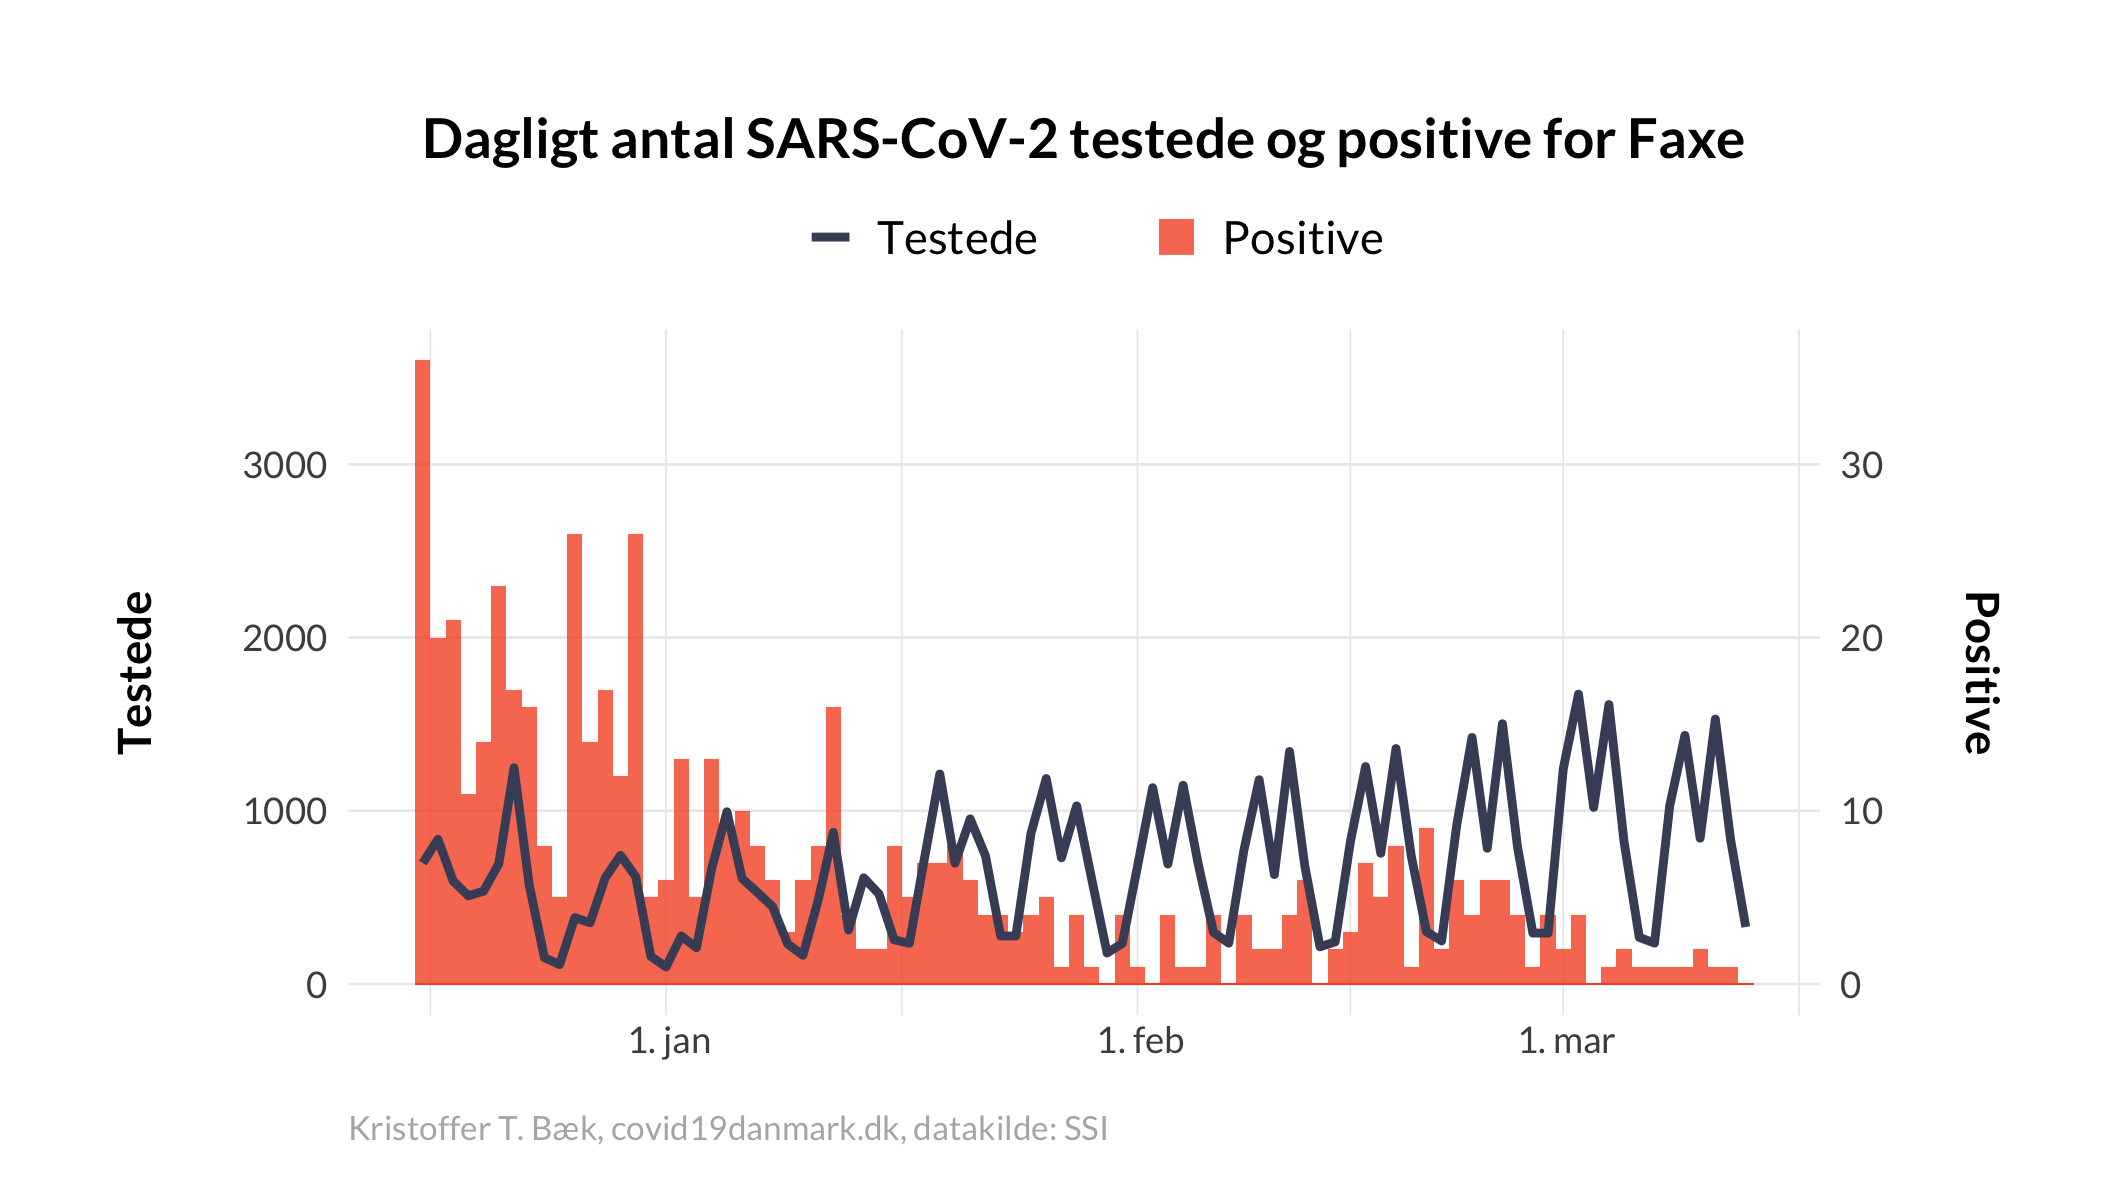 Dagligt antal SARS-CoV-2 testede og positive for Faxe
Testede
Positive
3000
2000
1000
0
Testede
30
20
10
0
Positive
1. jan
1. feb
1. mar
Kristoffer T. Bæk, covid19danmark.dk, datakilde: SSI